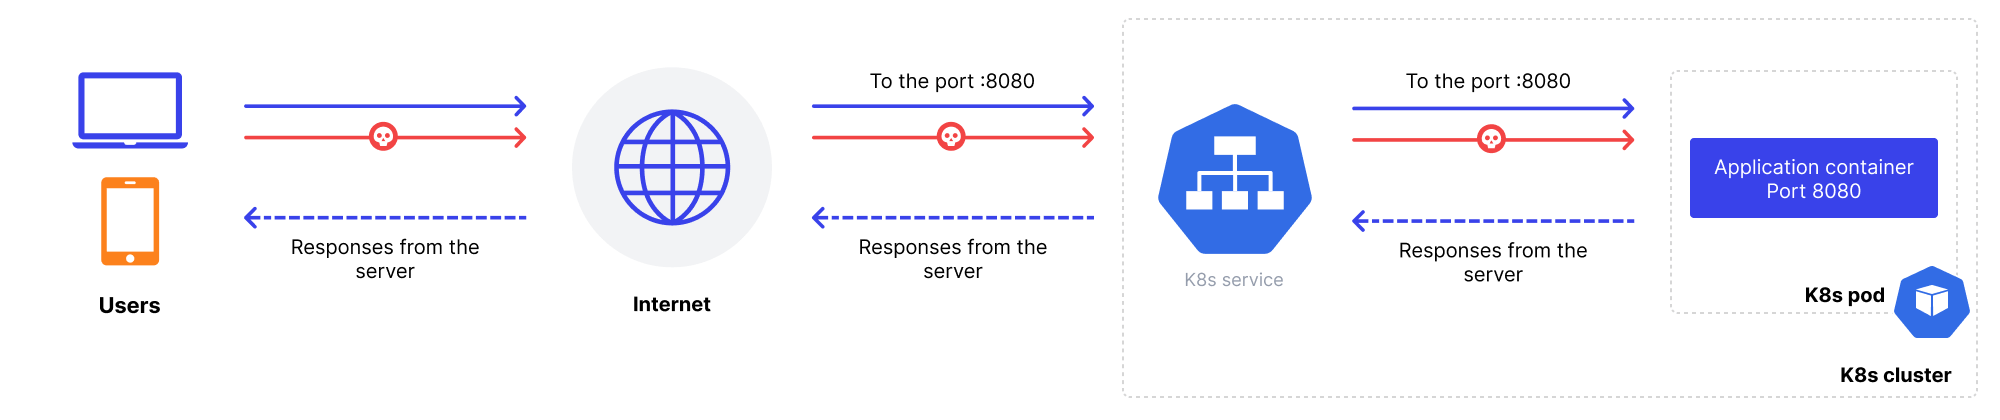 To the port :8080
To the port :8080
Application container
Port 8080
Responses from the
server
Responses from the
server
Responses from the
server
K8s service
Users
Internet
K8s pod
K8s cluster